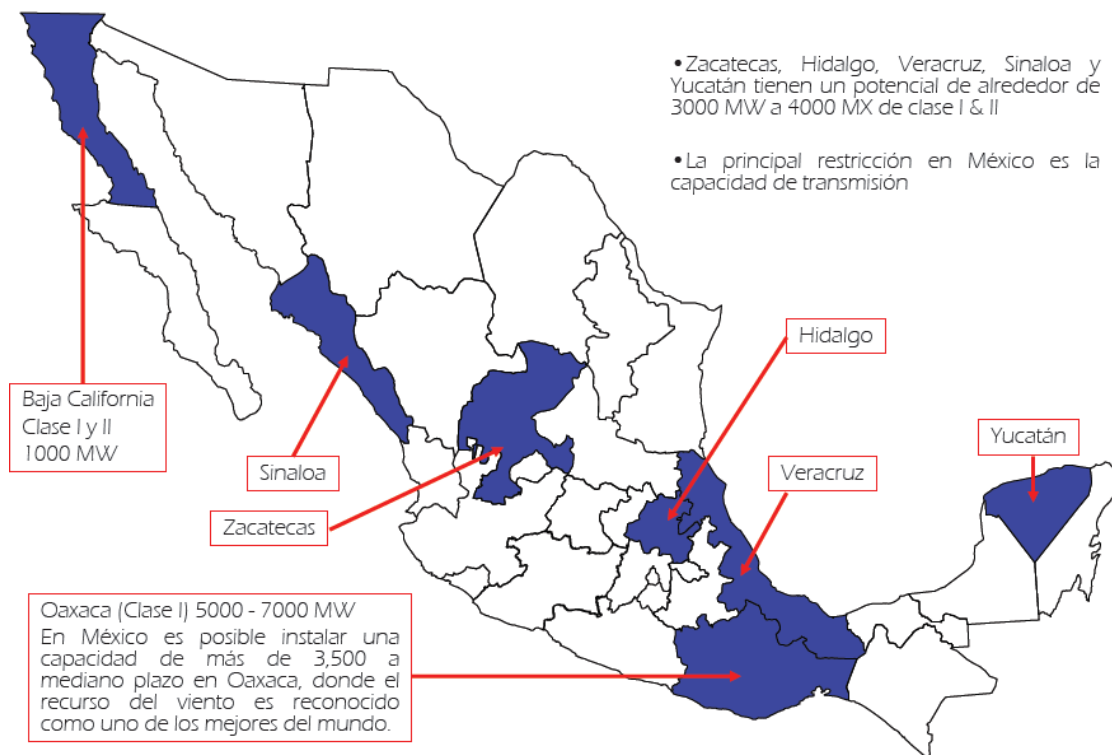 •Zacatecas, Hidalgo, Veracruz, Sinaloa y
Yucatán tienen un potencial de alrededor de
3000 MW a 4000 MX de clase I & II
•La principal restricción en México es la
capacidad de transmisión
Hidalgo
Baja California
Clase I y II
1000 MW
Yucatán
Sinaloa
Veracruz
Zacatecas
Oaxaca (Clase I) 5000 - 7000 MW
En México es posible instalar una
capacidad de más de 3,500 a
mediano plazo en Oaxaca, donde el
recurso del viento es reconocido
como uno de los mejores del mundo.